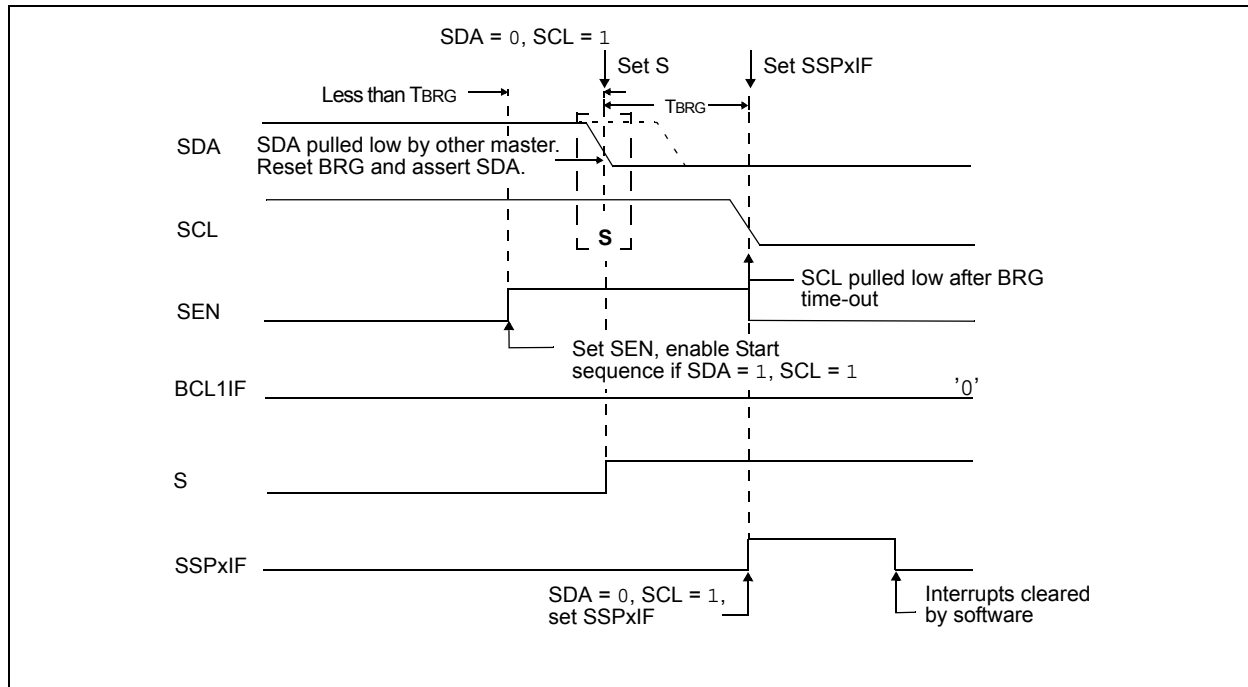 SDA = 0, SCL = 1
Set S
Set SSPxIF
Less than TBRG
TBRG
SDA
SDA pulled low by other master.
Reset BRG and assert SDA.
SCL
S
SCL pulled low after BRG
time-out
SEN
Set SEN, enable Start
sequence if SDA = 1, SCL = 1
BCL1IF
'0'
S
SSPxIF
SDA = 0, SCL = 1,
set SSPxIF
Interrupts cleared
by software